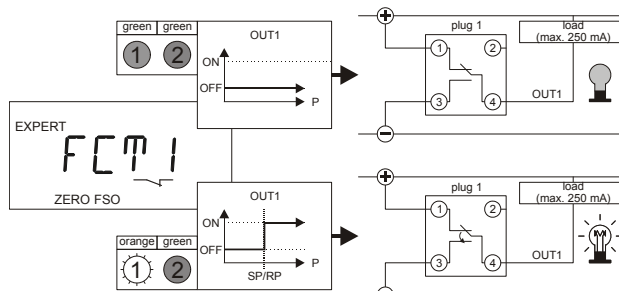 green green
1 2
OUT1
ON
OFF
P
plug 1
1 2
3 4
OUT1
load
(max. 250 mA)
EXPERT
FCT1
ZERO FSO
OUT1
ON
OFF
P
SP/RP
orange green
1 2
plug 1
1 2
3 4
OUT1
load
(max. 250 mA)